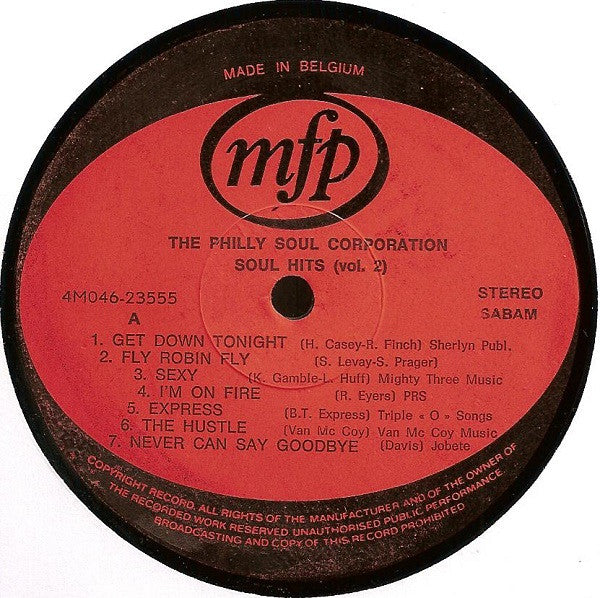 MADE IN BELGIUM
mfp
THE PHILLY SOUL CORPORATION
SOUL HITS (vol. 2)
4M046-23555
A
STEREO
SABAM
1. GET DOWN TONIGHT (H. Casey-R. Finch) Sherlyn Publ.
2. FLY ROBIN FLY (S. Levay-S. Prager)
3. SEXY (K. Gamble-L. Huff) Mighty Three Music
4. I'M ON FIRE (R. Eyers) PRS
5. EXPRESS (B.T. Express) Triple « O » Songs
6. THE HUSTLE (Van Mc Coy) Van Mc Coy Music
7. NEVER CAN SAY GOODBYE (Davis) Jobete
COPYRIGHT RECORD. ALL RIGHTS OF THE MANUFACTURER AND OF THE OWNER OF
THE RECORDED WORK RESERVED UNAUTHORISED PUBLIC PERFORMANCE
BROADCASTING AND COPY OF THIS RECORD PROHIBITED